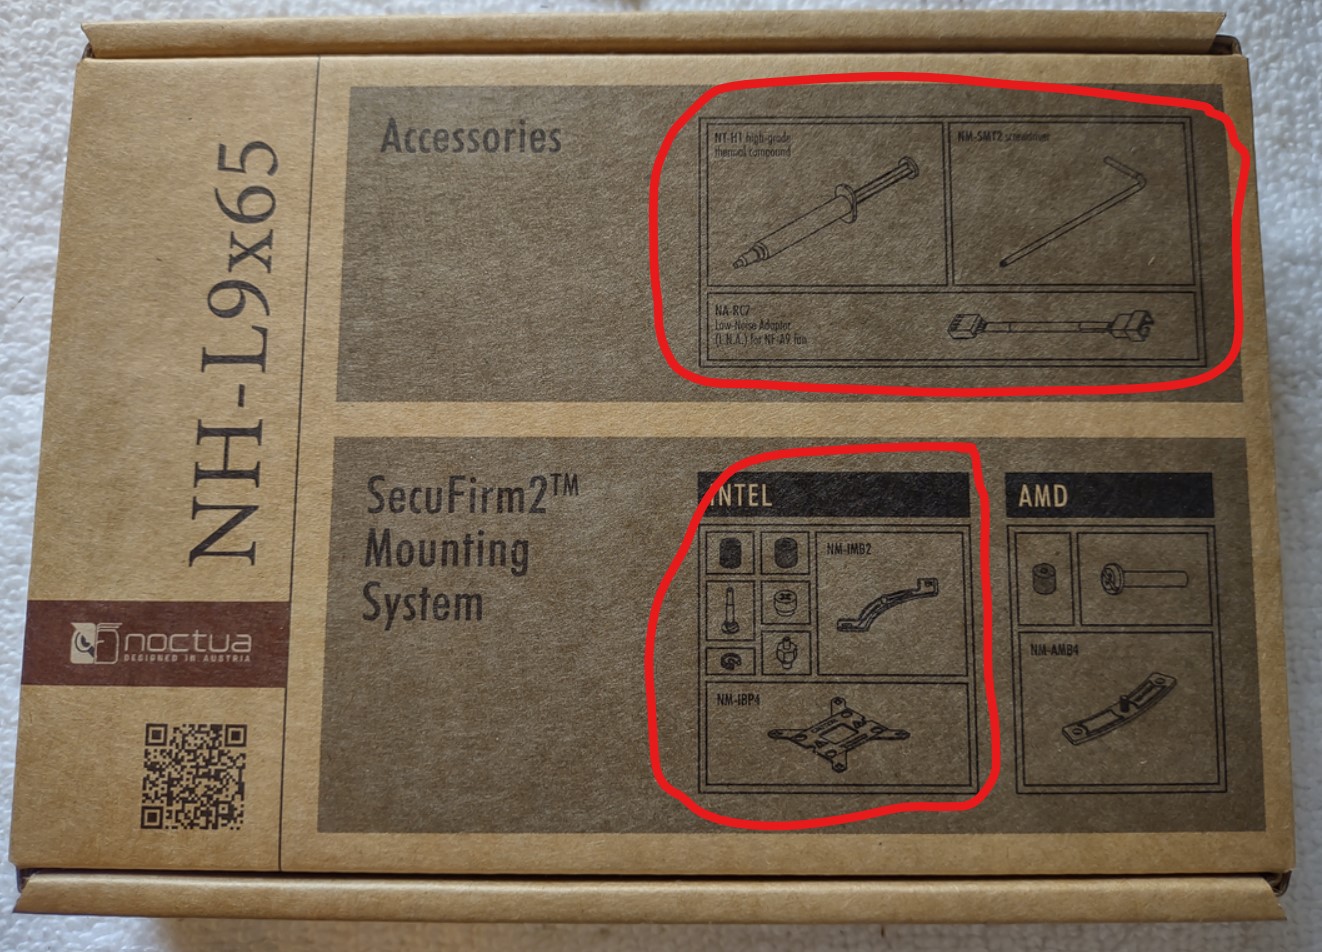 NH-L9x65
noctua
DESIGNED IN AUSTRIA
Accessories
NT-H1 high-grade
thermal compound
NM-SMT2 screwdriver
NA-RC7
Low-Noise Adaptor
(L.N.A.) for NF-A9 fan
SecuFirm2™
Mounting
System
INTEL
NM-IMB2
NM-IBP4
AMD
NM-AMB4